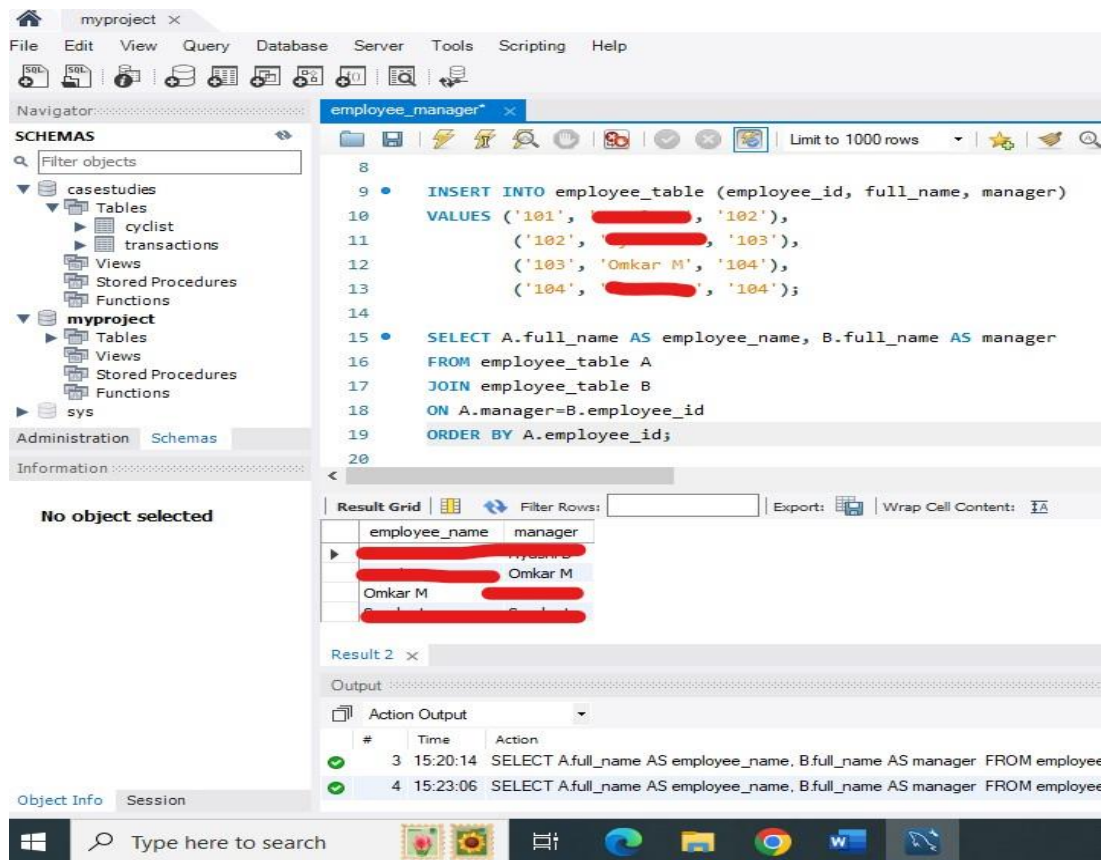 myproject ×
File Edit View Query Database Server Tools Scripting Help
Navigator
employee_manager* ×
SCHEMAS
Limit to 1000 rows
Filter objects
casestudies
Tables
cyclist
transactions
Views
Stored Procedures
Functions
myproject
Tables
Views
Stored Procedures
Functions
sys
Administration Schemas
Information
No object selected
8
9 INSERT INTO employee_table (employee_id, full_name, manager)
10 VALUES ('101', ' , '102'),
11 ('102', ' , '103'),
12 ('103', 'Omkar M', '104'),
13 ('104', ' , '104');
14
15 SELECT A.full_name AS employee_name, B.full_name AS manager
16 FROM employee_table A
17 JOIN employee_table B
18 ON A.manager=B.employee_id
19 ORDER BY A.employee_id;
20
Result Grid Filter Rows: Export: Wrap Cell Content: IA
employee_name manager
Omkar M
Omkar M
Result 2 ×
Output
Action Output
# Time Action
3 15:20:14 SELECT A.full_name AS employee_name, B.full_name AS manager FROM employee
4 15:23:06 SELECT A.full_name AS employee_name, B.full_name AS manager FROM employee
Object Info Session
Type here to search